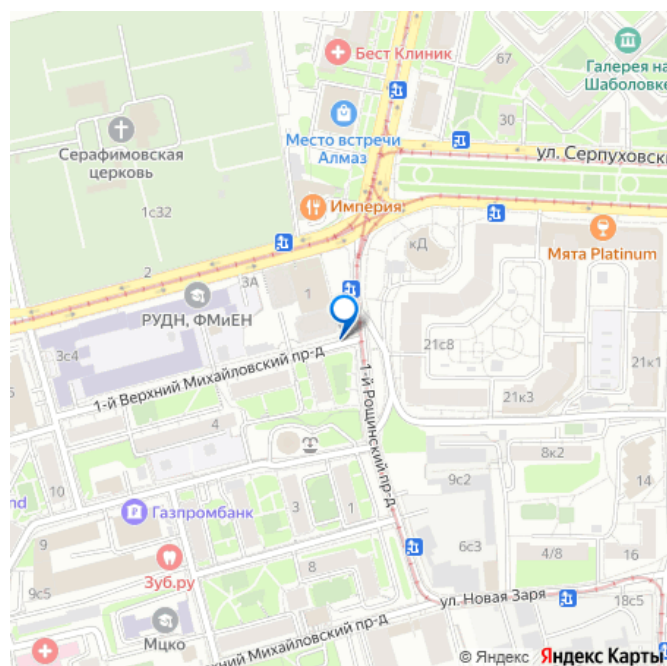 Бест Клиник
67
Галерея на
Шаболовке
Место встречи
Алмаз
30
Серафимовская
церковь
ул. Серпуховски
1с32
Империя;
кД
Мята Platinum
2
3А
1
РУДН, ФМиЕН
3с4
21с8
21к1
1-й Верхний Михайловский пр-д
21к3
1-й Рощинский пр-д
4
8к2
10
9с2
14
nd
Газпромбанк
3
1
9
6с3
4/8
16
Зуб.ру
8
9с5
ул. Новая Заря
18с5
Мцко
рхний Михайловский пр-д
© Яндекс Яндекс Карты